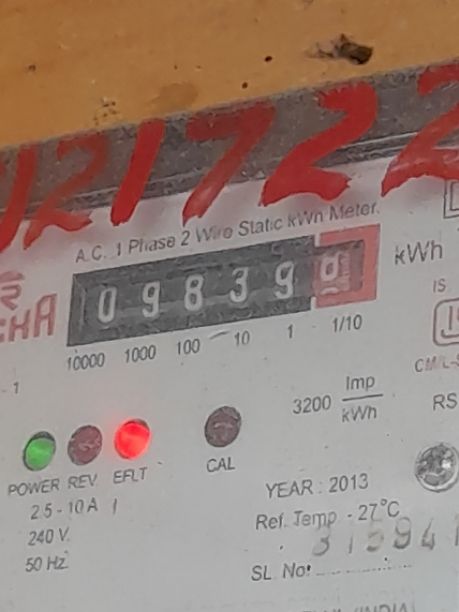 21722
A.C. 1 Phase 2 Wire Static kWh Meter.
0 9 8 3 9
kWh
10000 1000 100 10 1 1/10
IS
3200 Imp/kWh
RS
POWER REV EFLT CAL
2.5 - 10 A
240 V.
50 Hz
YEAR : 2013
Ref. Temp - 27°C
SL. No: